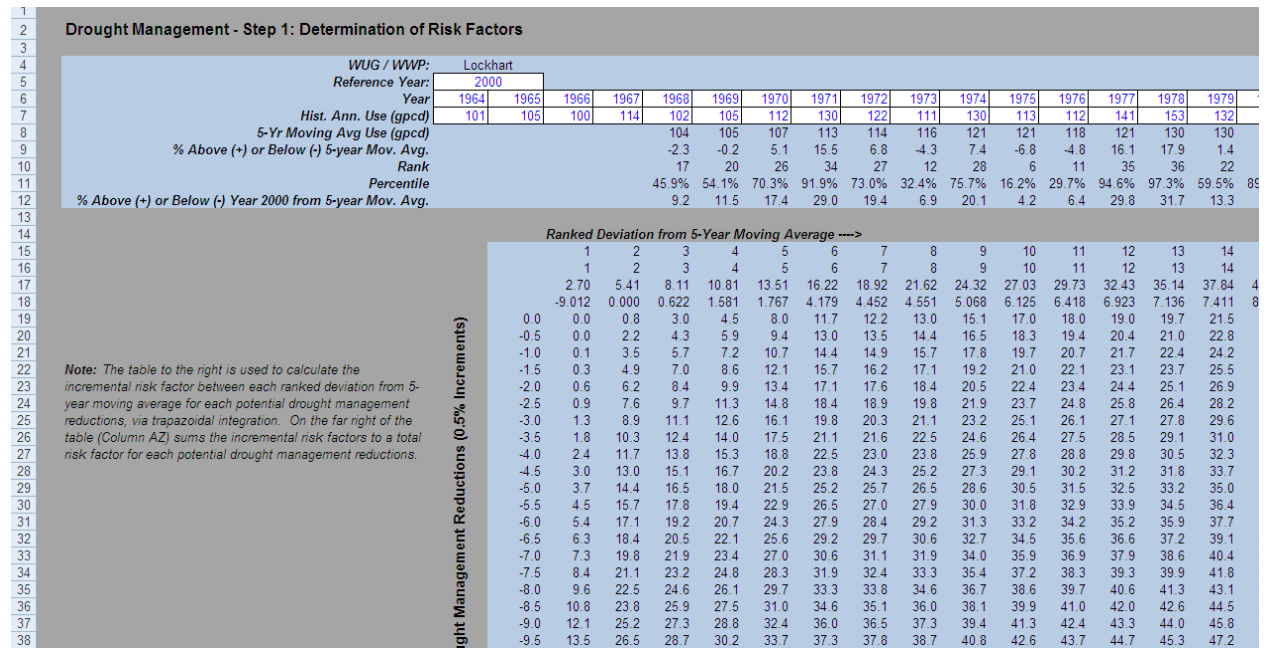 1
2 Drought Management - Step 1: Determination of Risk Factors
3
4 WUG / WWP: Lockhart
5 Reference Year: 2000
6 Year 1964 1965 1966 1967 1968 1969 1970 1971 1972 1973 1974 1975 1976 1977 1978 1979
7 Hist. Ann. Use (gpcd) 101 105 100 114 102 105 112 130 122 111 130 113 112 141 153 132
8 5-Yr Moving Avg Use (gpcd) 104 105 107 113 114 116 121 121 118 121 130 130
9 % Above (+) or Below (-) 5-year Mov. Avg. -2.3 -0.2 5.1 15.5 6.8 -4.3 7.4 -6.8 -4.8 16.1 17.9 1.4
10 Rank 17 20 26 34 27 12 28 6 11 35 36 22
11 Percentile 45.9% 54.1% 70.3% 91.9% 73.0% 32.4% 75.7% 16.2% 29.7% 94.6% 97.3% 59.5% 89
12 % Above (+) or Below (-) Year 2000 from 5-year Mov. Avg. 9.2 11.5 17.4 29.0 19.4 6.9 20.1 4.2 6.4 29.8 31.7 13.3
13
14 Ranked Deviation from 5-Year Moving Average ---->
15 1 2 3 4 5 6 7 8 9 10 11 12 13 14
16 1 2 3 4 5 6 7 8 9 10 11 12 13 14
17 2.70 5.41 8.11 10.81 13.51 16.22 18.92 21.62 24.32 27.03 29.73 32.43 35.14 37.84 4
18 -9.012 0.000 0.622 1.581 1.767 4.179 4.452 4.551 5.068 6.125 6.418 6.923 7.136 7.411 8
19 0.0 0.0 0.8 3.0 4.5 8.0 11.7 12.2 13.0 15.1 17.0 18.0 19.0 19.7 21.5
20 -0.5 0.0 2.2 4.3 5.9 9.4 13.0 13.5 14.4 16.5 18.3 19.4 20.4 21.0 22.8
21 -1.0 0.1 3.5 5.7 7.2 10.7 14.4 14.9 15.7 17.8 19.7 20.7 21.7 22.4 24.2
22 Note: The table to the right is used to calculate the -1.5 0.3 4.9 7.0 8.6 12.1 15.7 16.2 17.1 19.2 21.0 22.1 23.1 23.7 25.5
23 incremental risk factor between each ranked deviation from 5- -2.0 0.6 6.2 8.4 9.9 13.4 17.1 17.6 18.4 20.5 22.4 23.4 24.4 25.1 26.9
24 year moving average for each potential drought management -2.5 0.9 7.6 9.7 11.3 14.8 18.4 18.9 19.8 21.9 23.7 24.8 25.8 26.4 28.2
25 reductions, via trapazoidal integration. On the far right of the -3.0 1.3 8.9 11.1 12.6 16.1 19.8 20.3 21.1 23.2 25.1 26.1 27.1 27.8 29.6
26 table (Column AZ) sums the incremental risk factors to a total -3.5 1.8 10.3 12.4 14.0 17.5 21.1 21.6 22.5 24.6 26.4 27.5 28.5 29.1 31.0
27 risk factor for each potential drought management reductions. -4.0 2.4 11.7 13.8 15.3 18.8 22.5 23.0 23.8 25.9 27.8 28.8 29.8 30.5 32.3
28 -4.5 3.0 13.0 15.1 16.7 20.2 23.8 24.3 25.2 27.3 29.1 30.2 31.2 31.8 33.7
29 -5.0 3.7 14.4 16.5 18.0 21.5 25.2 25.7 26.5 28.6 30.5 31.5 32.5 33.2 35.0
30 -5.5 4.5 15.7 17.8 19.4 22.9 26.5 27.0 27.9 30.0 31.8 32.9 33.9 34.5 36.4
31 -6.0 5.4 17.1 19.2 20.7 24.3 27.9 28.4 29.2 31.3 33.2 34.2 35.2 35.9 37.7
32 -6.5 6.3 18.4 20.5 22.1 25.6 29.2 29.7 30.6 32.7 34.5 35.6 36.6 37.2 39.1
33 -7.0 7.3 19.8 21.9 23.4 27.0 30.6 31.1 31.9 34.0 35.9 36.9 37.9 38.6 40.4
34 -7.5 8.4 21.1 23.2 24.8 28.3 31.9 32.4 33.3 35.4 37.2 38.3 39.3 39.9 41.8
35 -8.0 9.6 22.5 24.6 26.1 29.7 33.3 33.8 34.6 36.7 38.6 39.7 40.6 41.3 43.1
36 -8.5 10.8 23.8 25.9 27.5 31.0 34.6 35.1 36.0 38.1 39.9 41.0 42.0 42.6 44.5
37 -9.0 12.1 25.2 27.3 28.8 32.4 36.0 36.5 37.3 39.4 41.3 42.4 43.3 44.0 45.8
38 -9.5 13.5 26.5 28.7 30.2 33.7 37.3 37.8 38.7 40.8 42.6 43.7 44.7 45.3 47.2
ght Management Reductions (0.5% Increments)